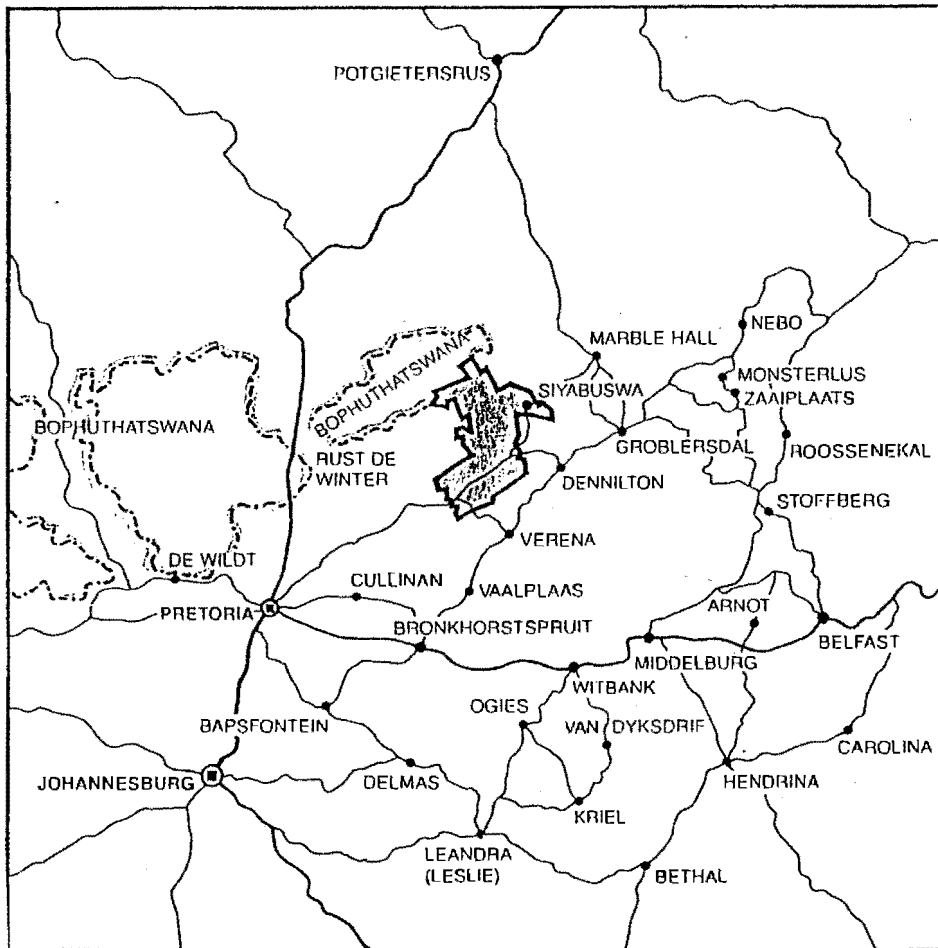 POTGIETERSRUS
NEBO
MARBLE HALL
BOPHUTHATSWANA
MONSTERLUS
SIYABUSWA
ZAAIPLAATS
BOPHUTHATSWANA
GROBLERSDAL
ROOSSENEKAL
RUST DE
WINTER
DENNILTON
STOFFBERG
VERENA
DE WILDT
CULLINAN
VAALPLAAS
PRETORIA
ARNOT
BRONKHORSTSPRUIT
BELFAST
MIDDELBURG
WITBANK
OGIES
BAPSFONTEIN
VAN DYKSDRIF
CAROLINA
JOHANNESBURG
DELMAS
HENDRINA
KRIEL
LEANDRA
(LESLIE)
BETHAL